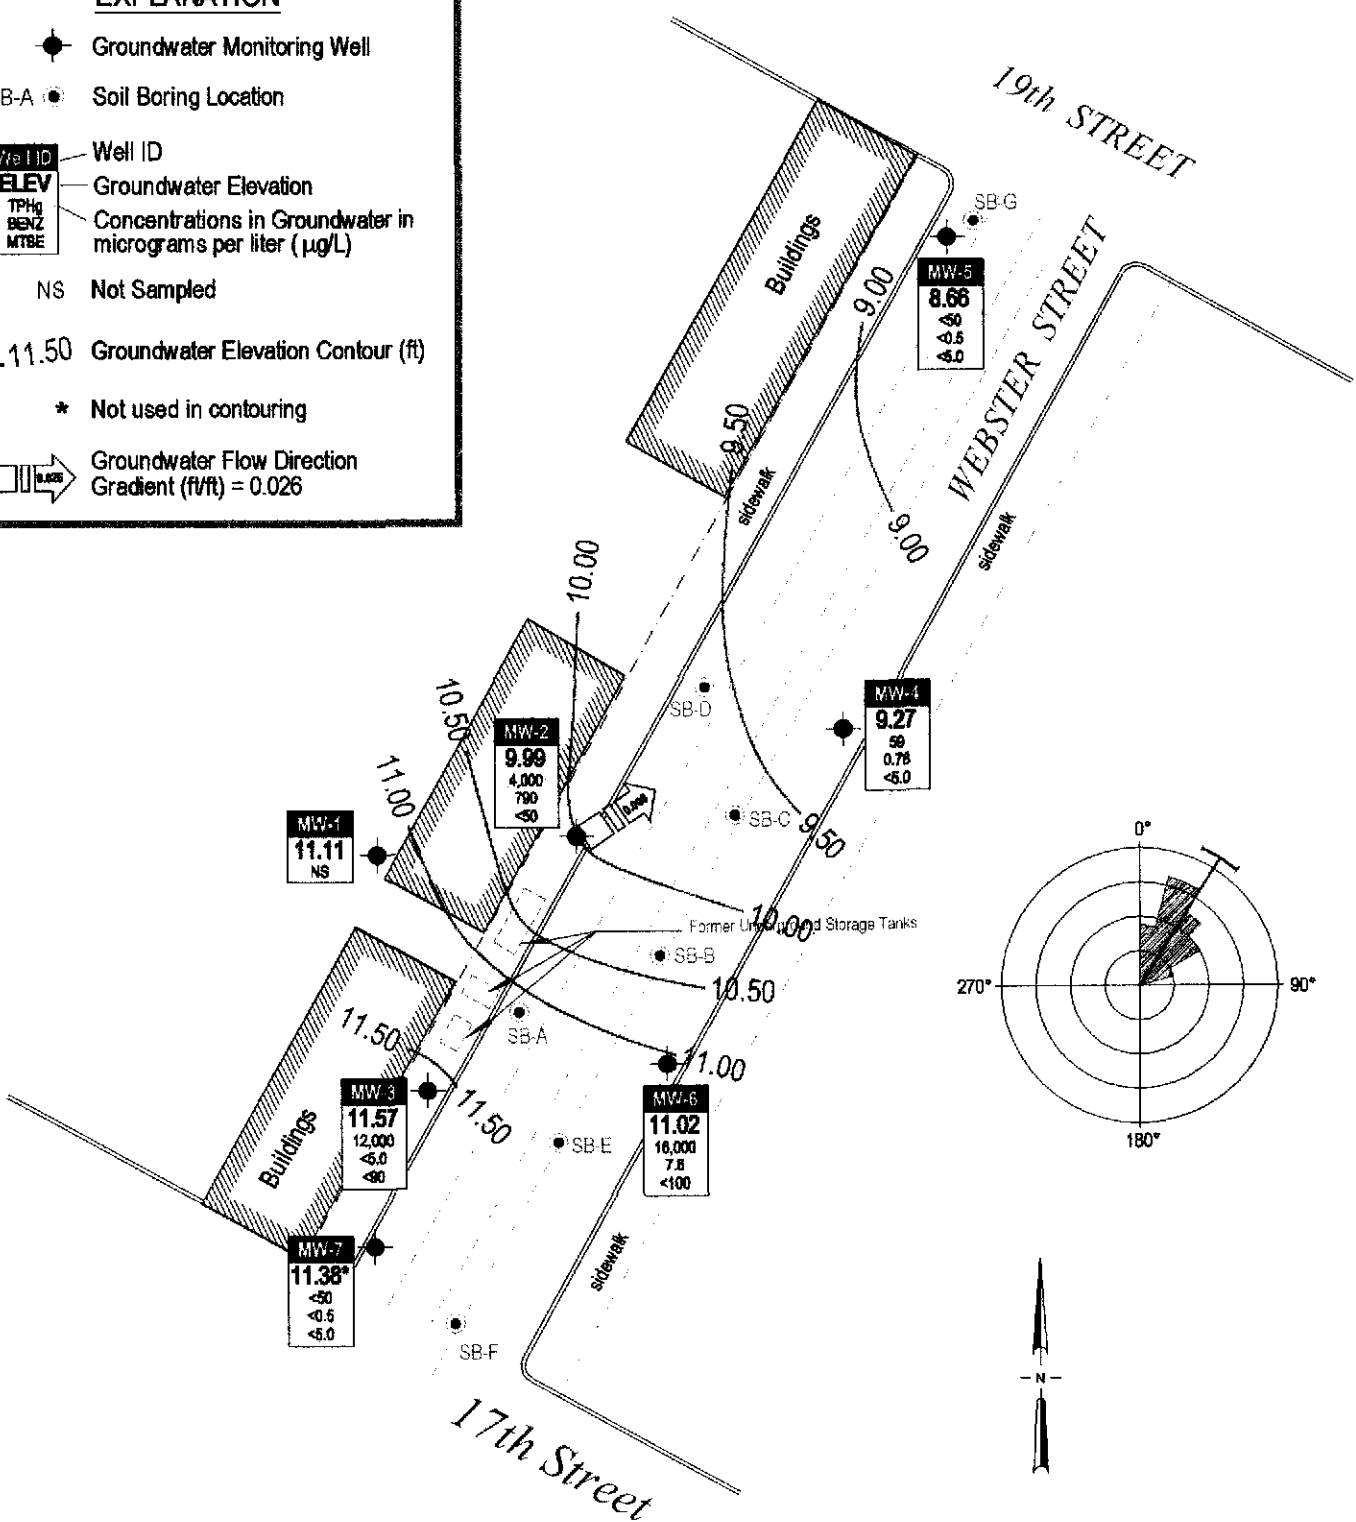 EXPLANATION
Groundwater Monitoring Well
B-A Soil Boring Location
Well ID
Well ID
ELEV
Groundwater Elevation
TPHg
BENZ
MTBE
Concentrations in Groundwater in
micrograms per liter (µg/L)
NS Not Sampled
11.50 Groundwater Elevation Contour (ft)
* Not used in contouring
Groundwater Flow Direction
Gradient (ft/ft) = 0.026
19th STREET
WEBSTER STREET
SB-G
Buildings
MW-5
8.66
<50
<0.5
<5.0
9.00
9.00
9.50
sidewalk
sidewalk
10.00
10.50
11.00
SB-D
MW-2
9.99
4,000
790
<50
MW-4
9.27
59
0.76
<5.0
MW-1
11.11
NS
SB-C
9.50
10.00
Former Underground Storage Tanks
SB-B
10.50
SB-A
11.50
11.00
MW-3
11.57
12,000
<5.0
<90
11.50
MW-6
11.02
16,000
7.6
<100
SB-E
Buildings
MW-7
11.38*
<50
<0.5
<5.0
sidewalk
SB-F
17th Street
0°
90°
180°
270°
N